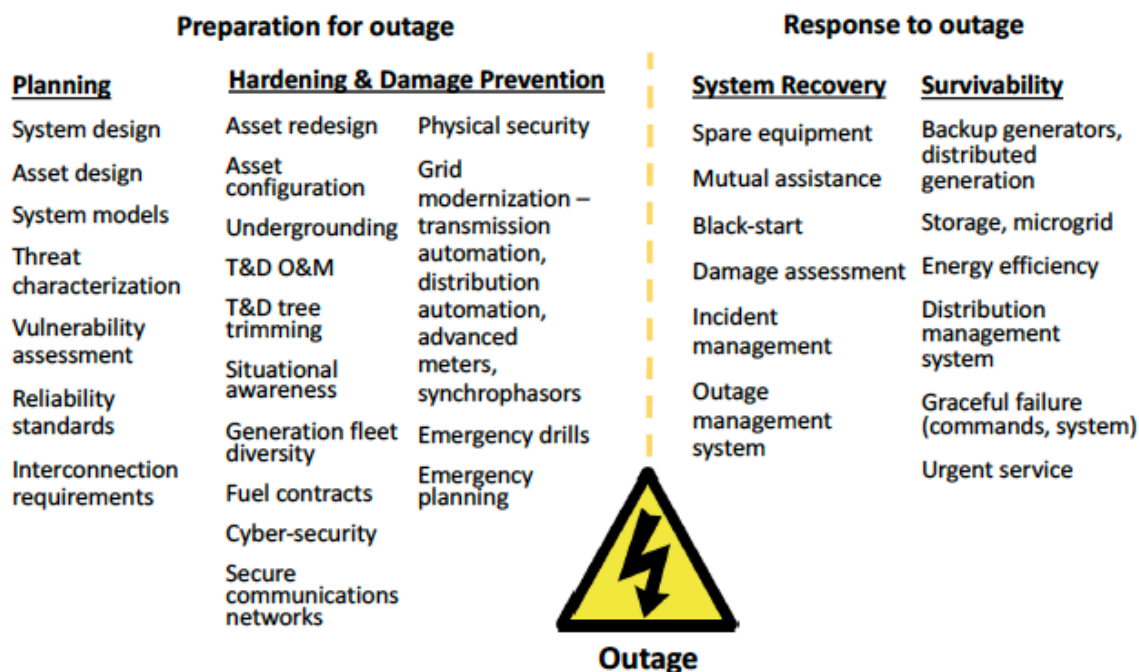 Preparation for outage
Response to outage
Planning
System design
Asset design
System models
Threat
characterization
Vulnerability
assessment
Reliability
standards
Interconnection
requirements
Hardening & Damage Prevention
Asset redesign
Asset
configuration
Undergrounding
T&D O&M
T&D tree
trimming
Situational
awareness
Generation fleet
diversity
Fuel contracts
Cyber-security
Secure
communications
networks
Physical security
Grid
modernization –
transmission
automation,
distribution
automation,
advanced
meters,
synchrophasors
Emergency drills
Emergency
planning
System Recovery
Spare equipment
Mutual assistance
Black-start
Damage assessment
Incident
management
Outage
management
system
Survivability
Backup generators,
distributed
generation
Storage, microgrid
Energy efficiency
Distribution
management
system
Graceful failure
(commands, system)
Urgent service
Outage